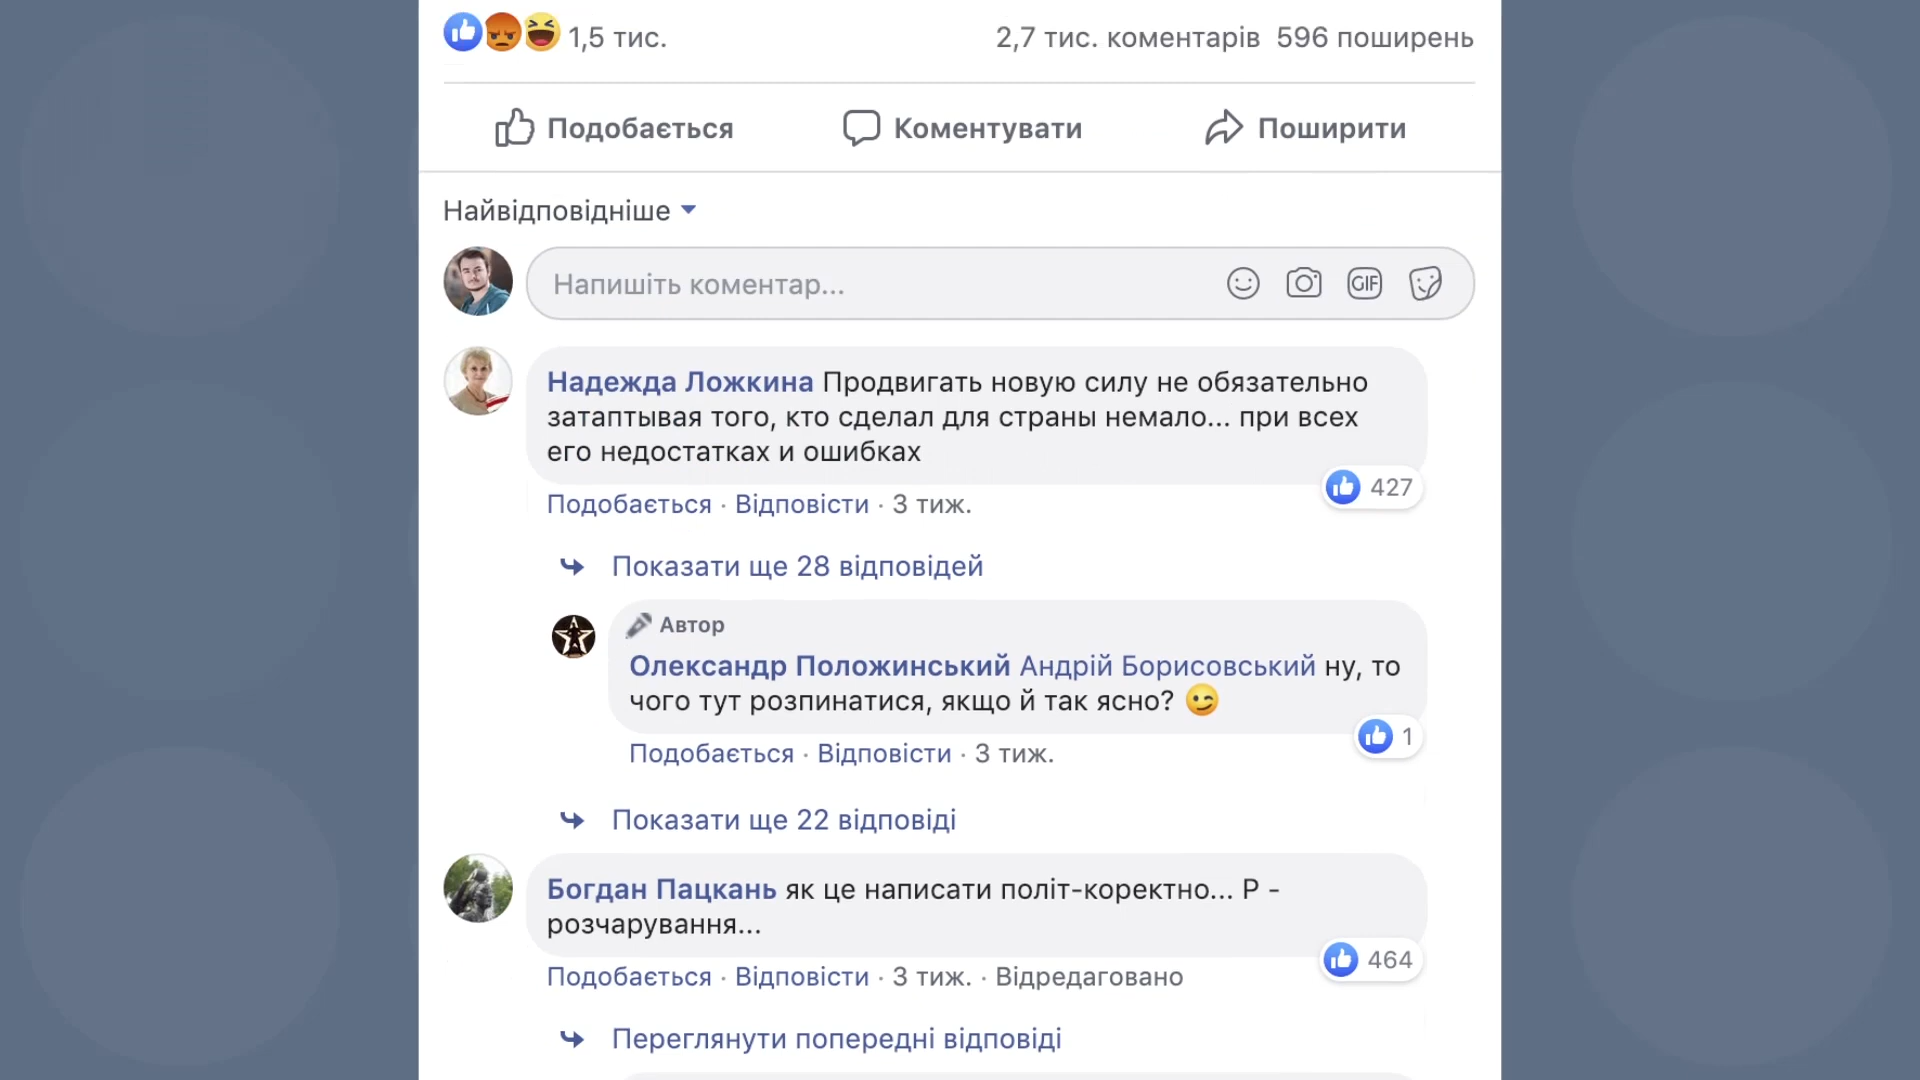 1,5 тис.
2,7 тис. коментарів 596 поширень
Подобається
Коментувати
Поширити
Найвідповідніше
Напишіть коментар...
GIF
Надежда Ложкина Продвигать новую силу не обязательно
затаптывая того, кто сделал для страны немало... при всех
его недостатках и ошибках
427
Подобається · Відповісти · 3 тиж.
Показати ще 28 відповідей
Автор
Олександр Положинський Андрій Борисовський ну, то
чого тут розпинатися, якщо й так ясно? 😉
1
Подобається · Відповісти · 3 тиж.
Показати ще 22 відповіді
Богдан Пацкань як це написати політ-коректно... Р -
розчарування...
464
Подобається · Відповісти · 3 тиж. · Відредаговано
Переглянути попередні відповіді